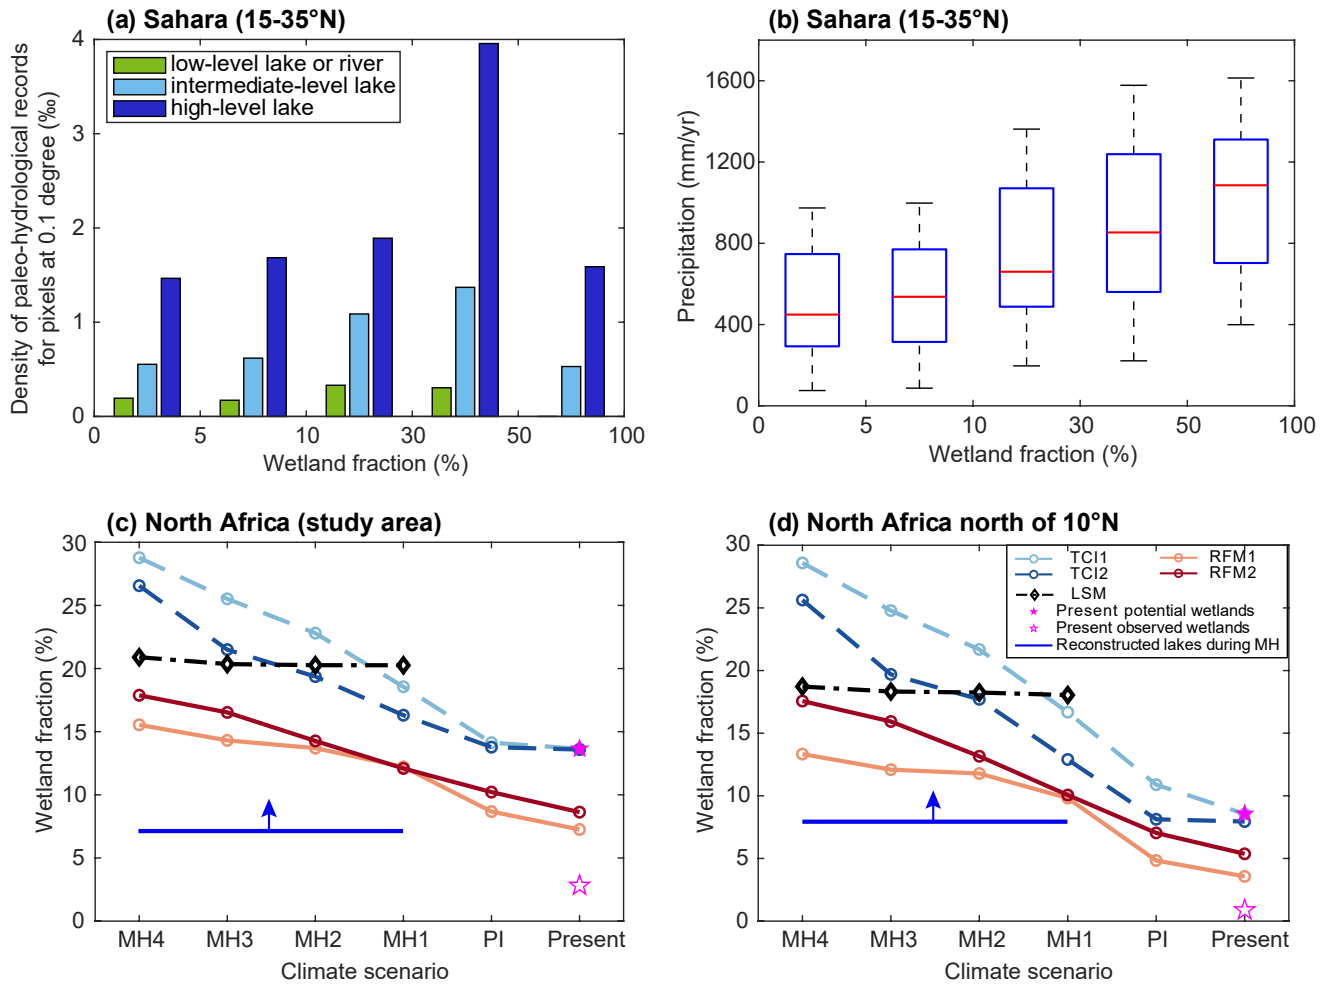 (a) Sahara (15-35°N)
Density of paleo-hydrological records
for pixels at 0.1 degree (‰)
4
3
2
1
0
low-level lake or river
intermediate-level lake
high-level lake
0 5 10 30 50 100
Wetland fraction (%)
(b) Sahara (15-35°N)
Precipitation (mm/yr)
1600
1200
800
400
0
0 5 10 30 50 100
Wetland fraction (%)
(c) North Africa (study area)
Wetland fraction (%)
30
25
20
15
10
5
0
MH4 MH3 MH2 MH1 PI Present
Climate scenario
(d) North Africa north of 10°N
Wetland fraction (%)
30
25
20
15
10
5
0
TCI1 RFM1
TCI2 RFM2
LSM
Present potential wetlands
Present observed wetlands
Reconstructed lakes during MH
MH4 MH3 MH2 MH1 PI Present
Climate scenario